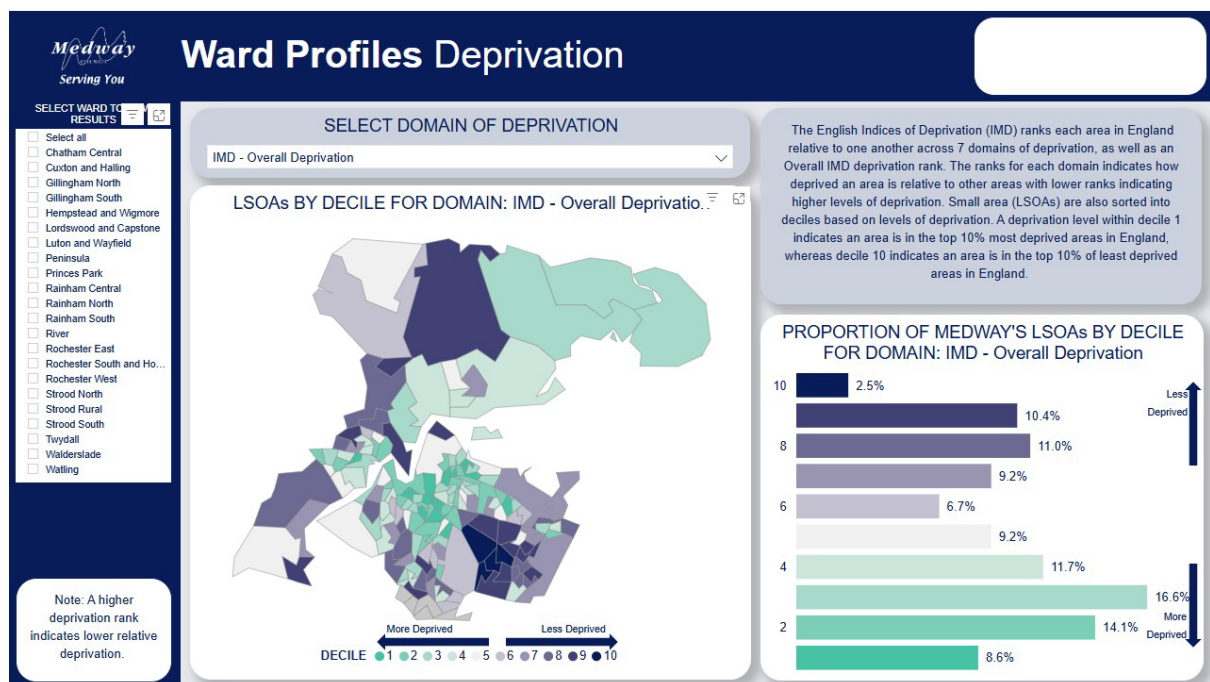 Medway
COUNCIL
Serving You
Ward Profiles Deprivation
SELECT WARD TO
RESULTS
Select all
Chatham Central
Cuxton and Halling
Gillingham North
Gillingham South
Hempstead and Wigmore
Lordswood and Capstone
Luton and Wayfield
Peninsula
Princes Park
Rainham Central
Rainham North
Rainham South
River
Rochester East
Rochester South and Ho...
Rochester West
Strood North
Strood Rural
Strood South
Twydall
Walderslade
Watling
Note: A higher
deprivation rank
indicates lower relative
deprivation.
SELECT DOMAIN OF DEPRIVATION
IMD - Overall Deprivation
LSOAs BY DECILE FOR DOMAIN: IMD - Overall Deprivatio...
More Deprived
Less Deprived
DECILE 1 2 3 4 5 6 7 8 9 10
The English Indices of Deprivation (IMD) ranks each area in England
relative to one another across 7 domains of deprivation, as well as an
Overall IMD deprivation rank. The ranks for each domain indicates how
deprived an area is relative to other areas with lower ranks indicating
higher levels of deprivation. Small area (LSOAs) are also sorted into
deciles based on levels of deprivation. A deprivation level within decile 1
indicates an area is in the top 10% most deprived areas in England,
whereas decile 10 indicates an area is in the top 10% of least deprived
areas in England.
PROPORTION OF MEDWAY'S LSOAs BY DECILE
FOR DOMAIN: IMD - Overall Deprivation
10 2.5%
Less
Deprived
10.4%
8 11.0%
9.2%
6 6.7%
9.2%
4 11.7%
16.6%
More
Deprived
2 14.1%
8.6%